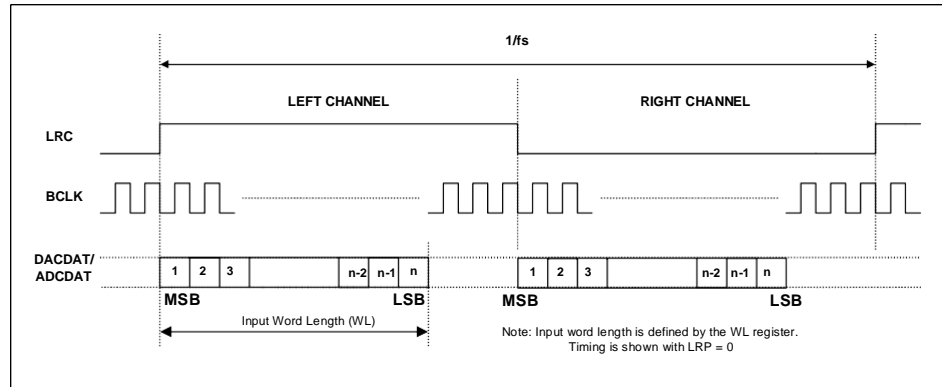 1/fs
LEFT CHANNEL RIGHT CHANNEL
LRC
BCLK
DACDAT/
ADCDAT
1 2 3 n-2 n-1 n 1 2 3 n-2 n-1 n
MSB LSB MSB LSB
Input Word Length (WL)
Note: Input word length is defined by the WL register.
Timing is shown with LRP = 0